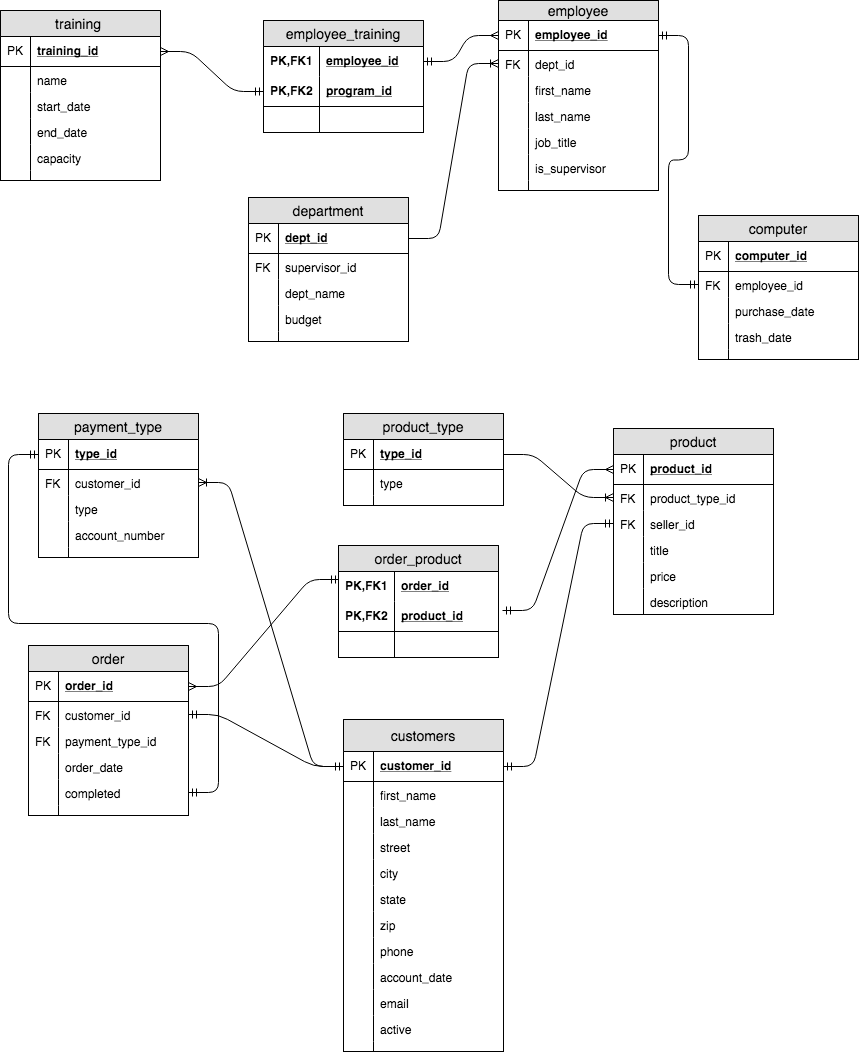 training
PK training_id
name
start_date
end_date
capacity
employee_training
PK,FK1 employee_id
PK,FK2 program_id
employee
PK employee_id
FK dept_id
first_name
last_name
job_title
is_supervisor
department
PK dept_id
FK supervisor_id
dept_name
budget
computer
PK computer_id
FK employee_id
purchase_date
trash_date
payment_type
PK type_id
FK customer_id
type
account_number
product_type
PK type_id
type
product
PK product_id
FK product_type_id
FK seller_id
title
price
description
order_product
PK,FK1 order_id
PK,FK2 product_id
order
PK order_id
FK customer_id
FK payment_type_id
order_date
completed
customers
PK customer_id
first_name
last_name
street
city
state
zip
phone
account_date
email
active